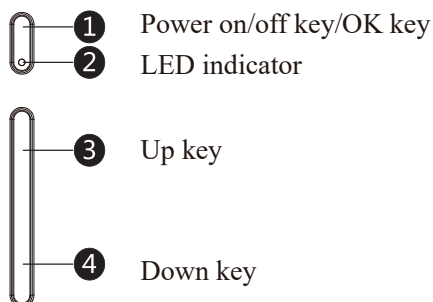 1 Power on/off key/OK key
2 LED indicator
3 Up key
4 Down key